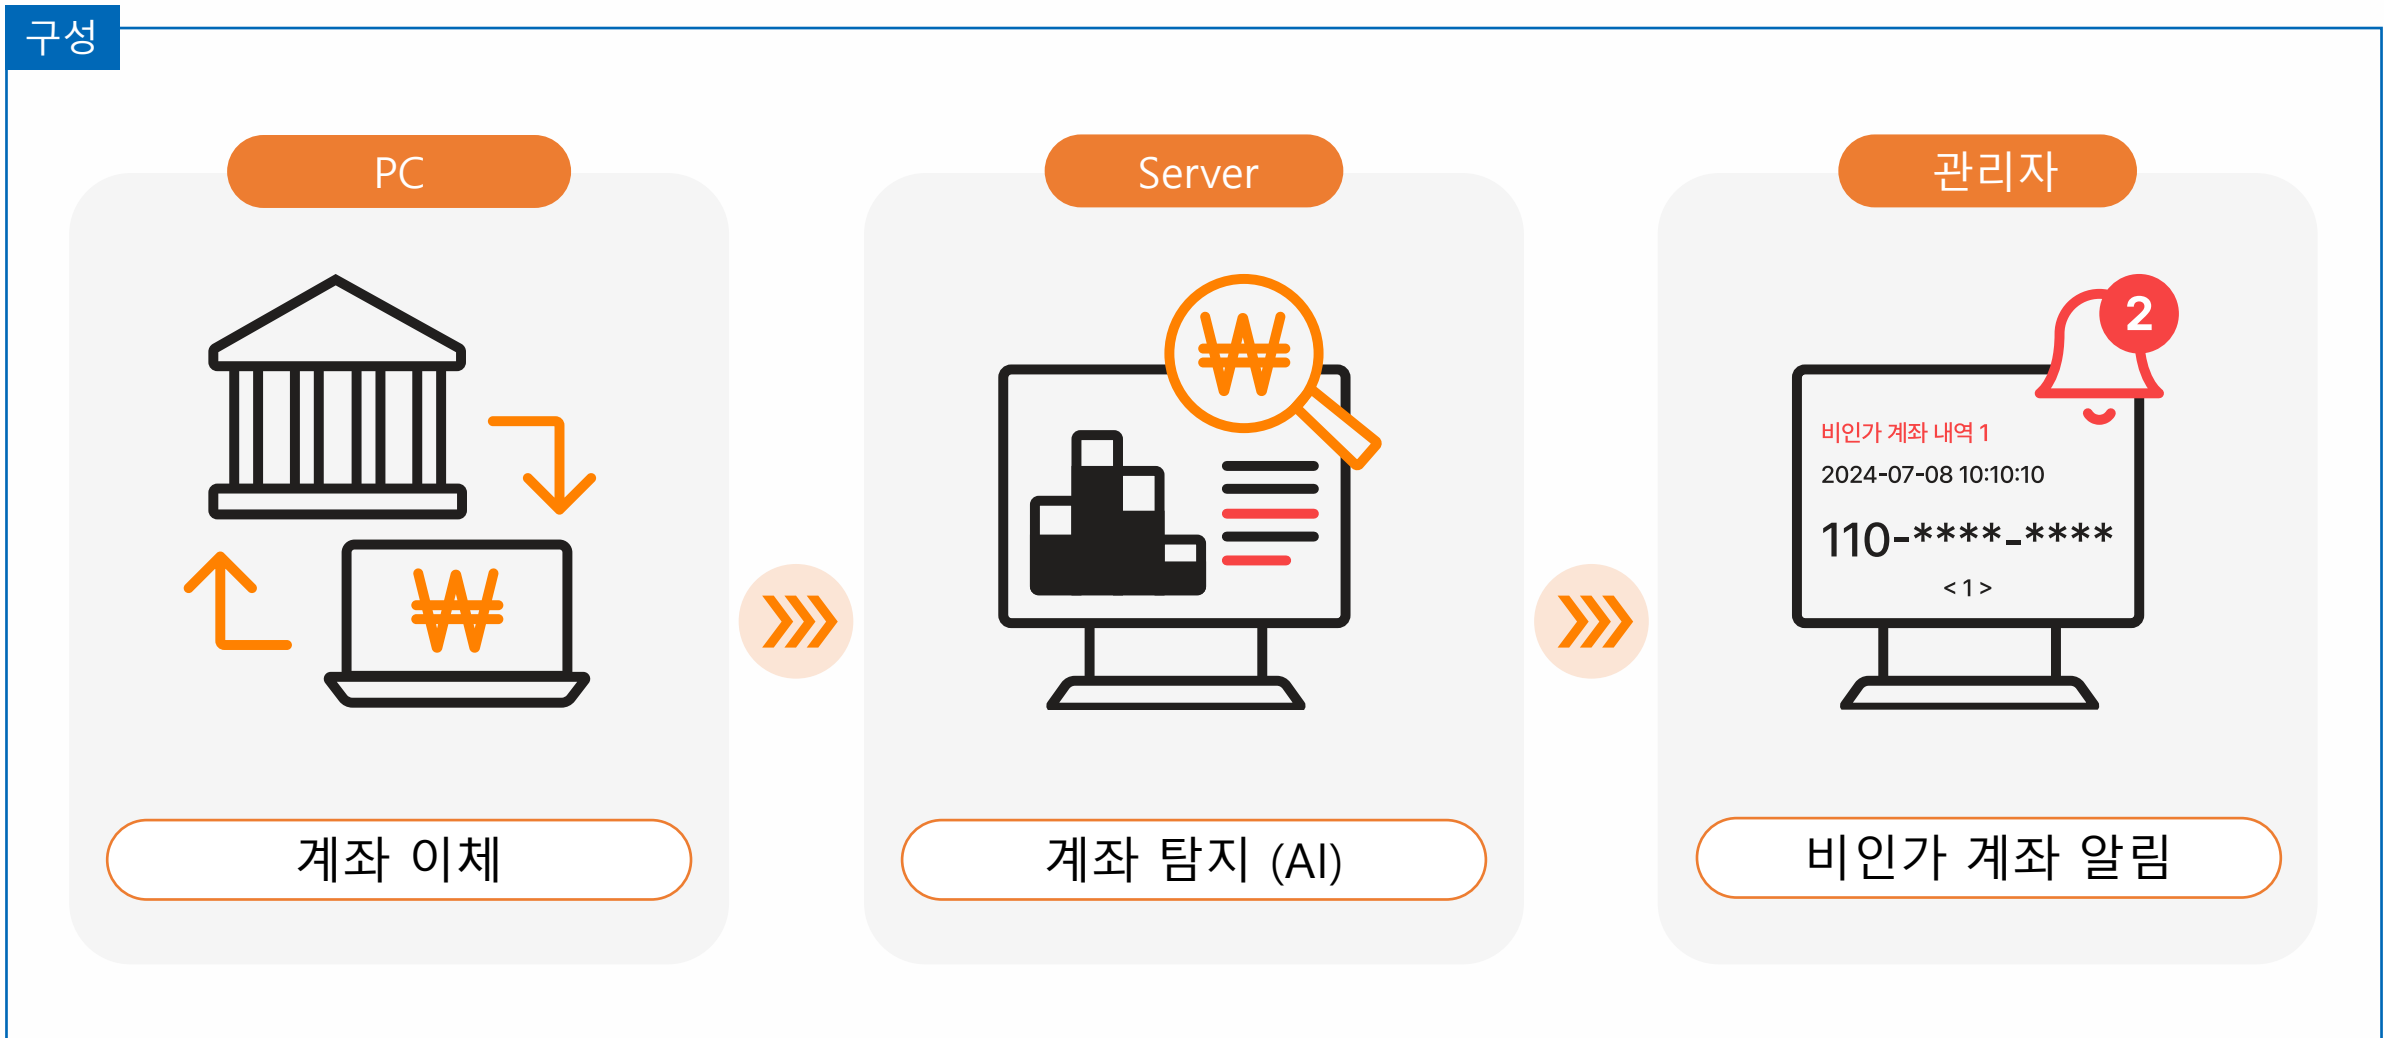 구성
PC
계좌 이체
Server
계좌 탐지 (AI)
관리자
2
비인가 계좌 내역 1
2024-07-08 10:10:10
110-****-****
< 1 >
비인가 계좌 알림